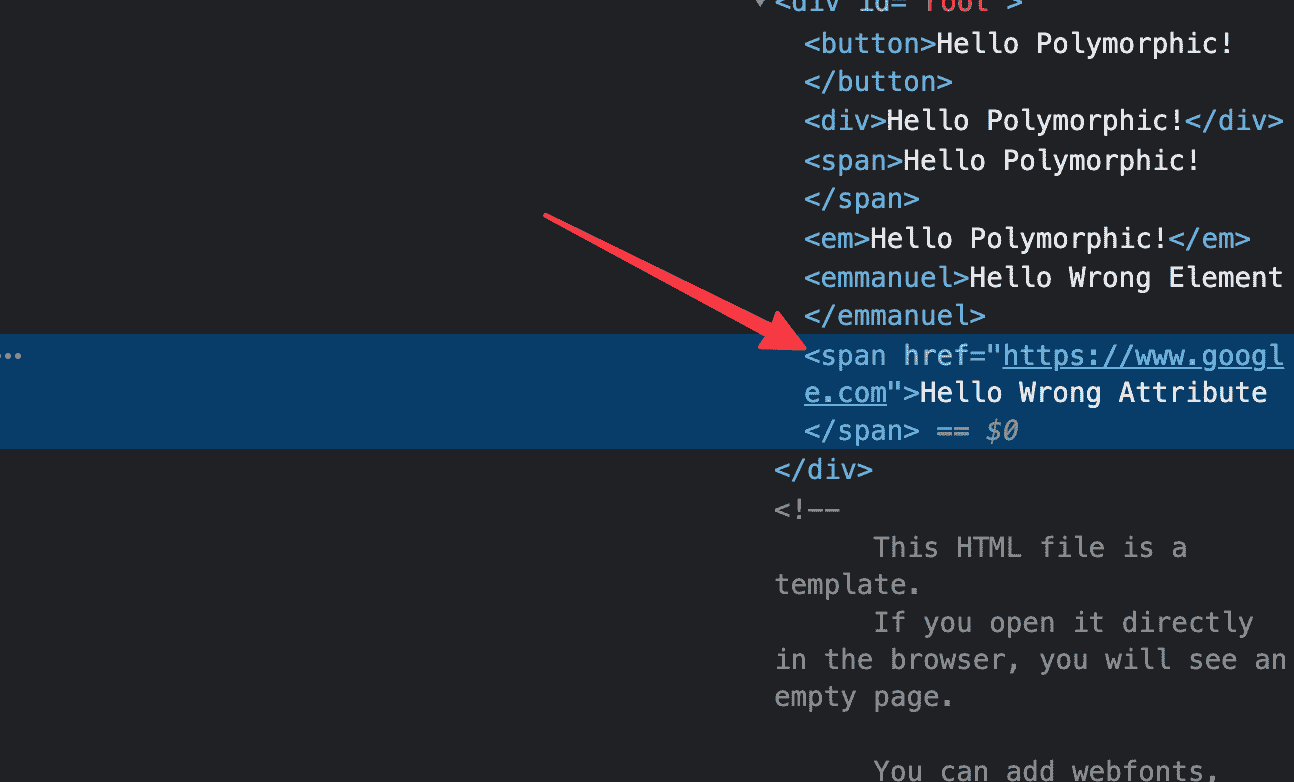 <div id="root">
<button>Hello Polymorphic!
</button>
<div>Hello Polymorphic!</div>
<span>Hello Polymorphic!
</span>
<em>Hello Polymorphic!</em>
<emmanuel>Hello Wrong Element
</emmanuel>
<span href="https://www.googl
e.com">Hello Wrong Attribute
</span> == $0
</div>
<!--
This HTML file is a
template.
If you open it directly
in the browser, you will see an
empty page.
You can add webfonts,